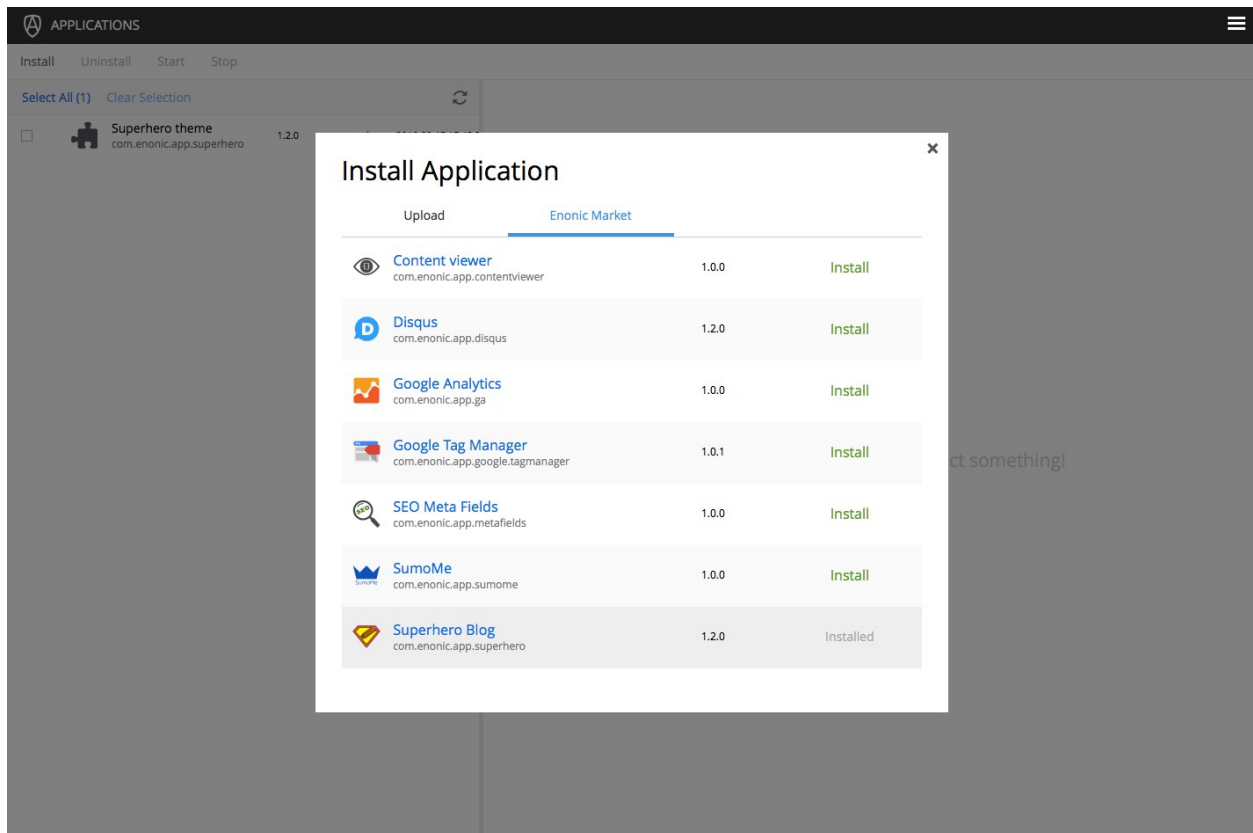 APPLICATIONS
Install Uninstall Start Stop
Select All (1) Clear Selection
Superhero theme
com.enonic.app.superhero
1.2.0
Install Application
Upload Enonic Market
Content viewer
com.enonic.app.contentviewer
1.0.0 Install
Disqus
com.enonic.app.disqus
1.2.0 Install
Google Analytics
com.enonic.app.ga
1.0.0 Install
Google Tag Manager
com.enonic.app.google.tagmanager
1.0.1 Install
SEO Meta Fields
com.enonic.app.metafields
1.0.0 Install
SumoMe
com.enonic.app.sumome
1.0.0 Install
Superhero Blog
com.enonic.app.superhero
1.2.0 Installed
ct something!